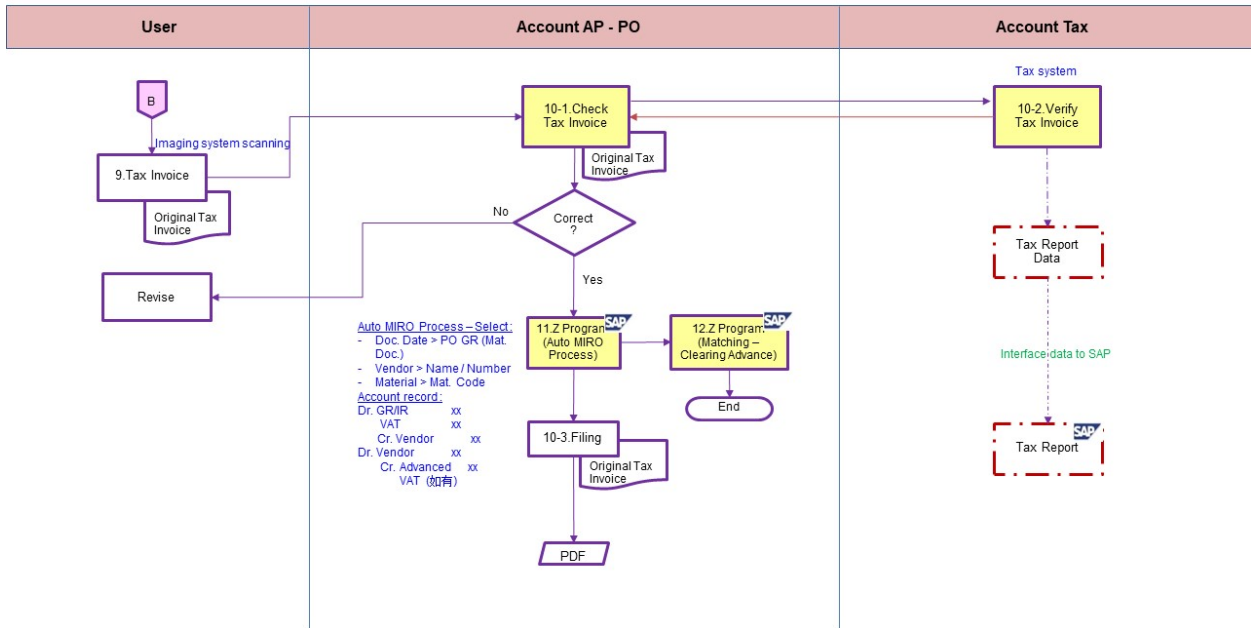 User
Account AP - PO
Account Tax
B
Imaging system scanning
9.Tax Invoice
Original Tax
Invoice
Revise
10-1.Check
Tax Invoice
Original Tax
Invoice
Correct
?
No
Yes
11.Z Program
(Auto MIRO
Process)
SAP
12.Z Program
(Matching –
Clearing Advance)
SAP
End
Auto MIRO Process – Select:
- Doc. Date > PO GR (Mat.
Doc.)
- Vendor > Name / Number
- Material > Mat. Code
Account record:
Dr. GR/IR xx
VAT xx
Cr. Vendor xx
Dr. Vendor xx
Cr. Advanced xx
VAT (如有)
10-3.Filing
Original Tax
Invoice
PDF
Tax system
10-2.Verify
Tax Invoice
Tax Report
Data
Interface data to SAP
Tax Report
SAP